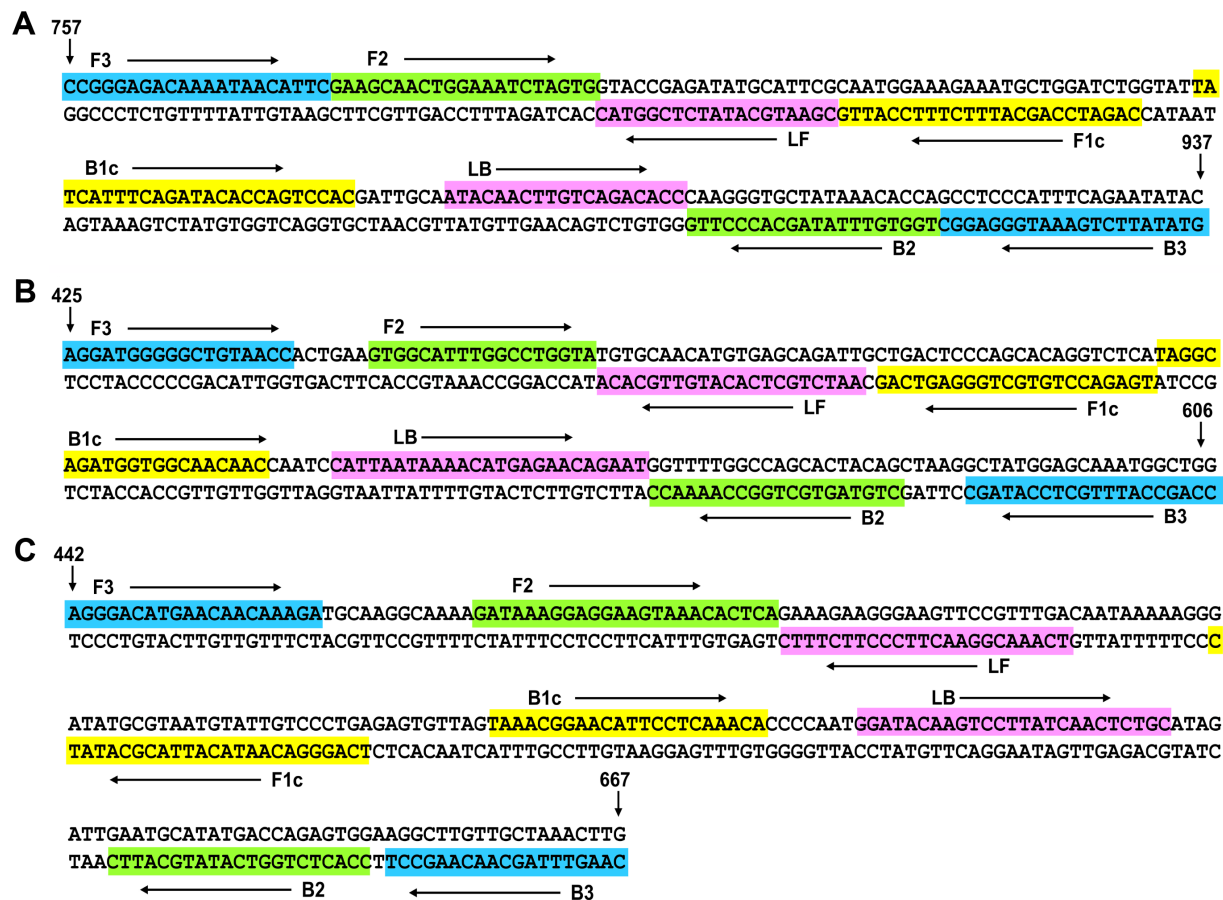 A
757
F3 F2
CCGGGAGACAAAATAACATTCGAAGCAACTGGAAATCTAGTGGTACCGAGATATGCATTCGCAATGGAAAGAAATGCTGGATCTGGTATTA
GGCCCTCTGTTTTATTGTAAGCTTCGTTGACCTTTAGATCACCATGGCTCTATACGTAAGCGTTACCTTTCTTTACGACCTAGACCATAAT
LF F1c
B1c LB 937
TCATTTCAGATACACCAGTCCACGATTGCAATACAACTTGTCAGACACCCAAGGGTGCTATAAACACCAGCCTCCCATTTCAGAATATAC
AGTAAAGTCTATGTGGTCAGGTGCTAACGTTATGTTGAACAGTCTGTGGGTTCCCACGATATTTGTGGTCGGAGGGTAAAGTCTTATATG
B2 B3
B
425
F3 F2
AGGATGGGGGCTGTAACCACTGAAGTGGCATTTGGCCTGGTATGTGCAACATGTGAGCAGATTGCTGACTCCCAGCACAGGTCTCATAGGC
TCCTACCCCCGACATTGGTGACTTCACCGTAAACCGGACCATACACGTTGTACACTCGTCTAACGACTGAGGGTCGTGTCCAGAGTATCCG
LF F1c
B1c LB 606
AGATGGTGGCAACAACCAATCCATTAATAAAACATGAGAACAGAATGGTTTTGGCCAGCACTACAGCTAAGGCTATGGAGCAAATGGCTGG
TCTACCACCGTTGTTGGTTAGGTAATTATTTTGTACTCTTGTCTTACCAAAACCGGTCGTGATGTCGATTCCGATACCTCGTTTACCGACC
B2 B3
C
442
F3 F2
AGGGACATGAACAACAAAGATGCAAGGCAAAAGATAAAGGAGGAAGTAAACACTCAGAAAGAAGGGAAGTTCCGTTTGACAATAAAAAGGG
TCCCTGTACTTGTTGTTTCTACGTTCCGTTTTCTATTTCCTCCTTCATTTGTGAGTCTTTCTTCCCTTCAAGGCAAACTGTTATTTTTCCC
LF
B1c LB
ATATGCGTAATGTATTGTCCCTGAGAGTGTTAGTAAACGGAACATTCCTCAAACACCCCAATGGATACAAGTCCTTATCAACTCTGCATAG
TATACGCATTACATAACAGGGACTCTCACAATCATTTGCCTTGTAAGGAGTTTGTGGGGTTACCTATGTTCAGGAATAGTTGAGACGTATC
F1c 667
ATTGAATGCATATGACCAGAGTGGAAGGCTTGTTGCTAAACTTG
TAACTTACGTATACTGGTCTCACCTTCCGAACAACGATTTGAAC
B2 B3